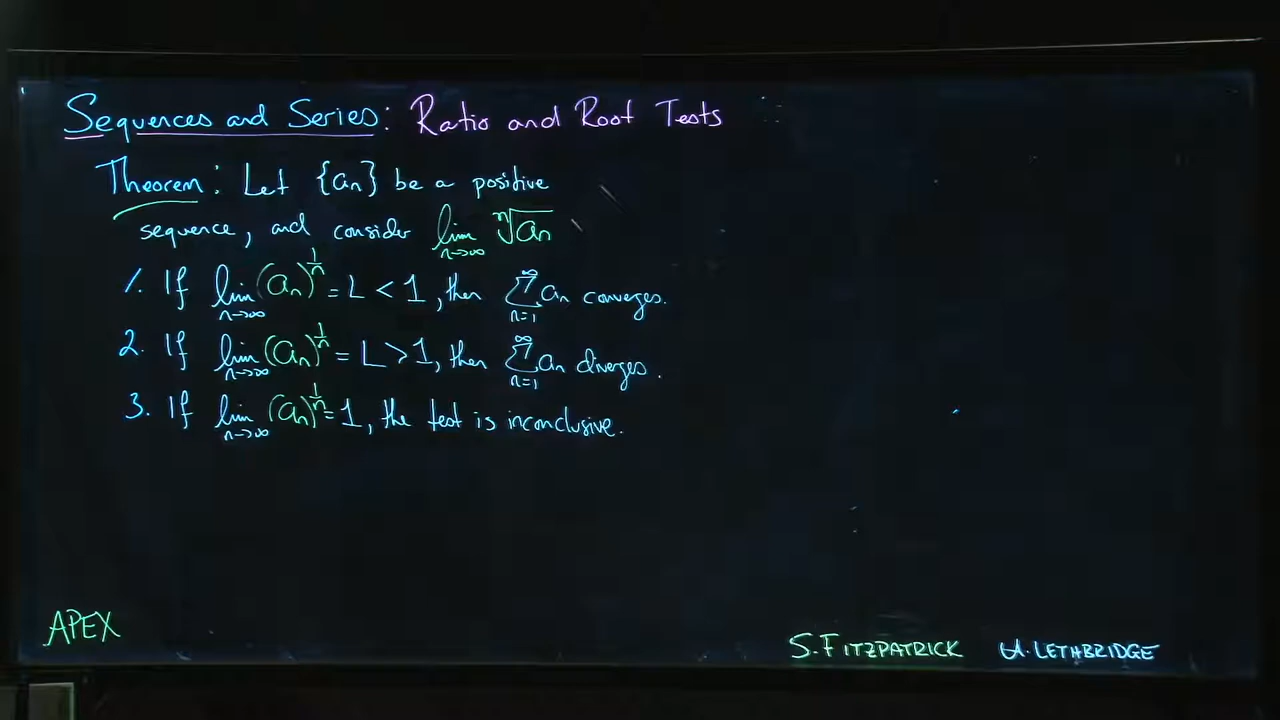 Sequences and Series: Ratio and Root Tests
Theorem: Let {aₙ} be a positive
sequence, and consider lim n→∞ ⁿ√aₙ
1. If lim n→∞ (aₙ)^(1/n) = L < 1, then ∑ n=1 ∞ aₙ converges.
2. If lim n→∞ (aₙ)^(1/n) = L > 1, then ∑ n=1 ∞ aₙ diverges.
3. If lim n→∞ (aₙ)^(1/n) = 1, the test is inconclusive.
APEX
S. FITZPATRICK U. LETHBRIDGE